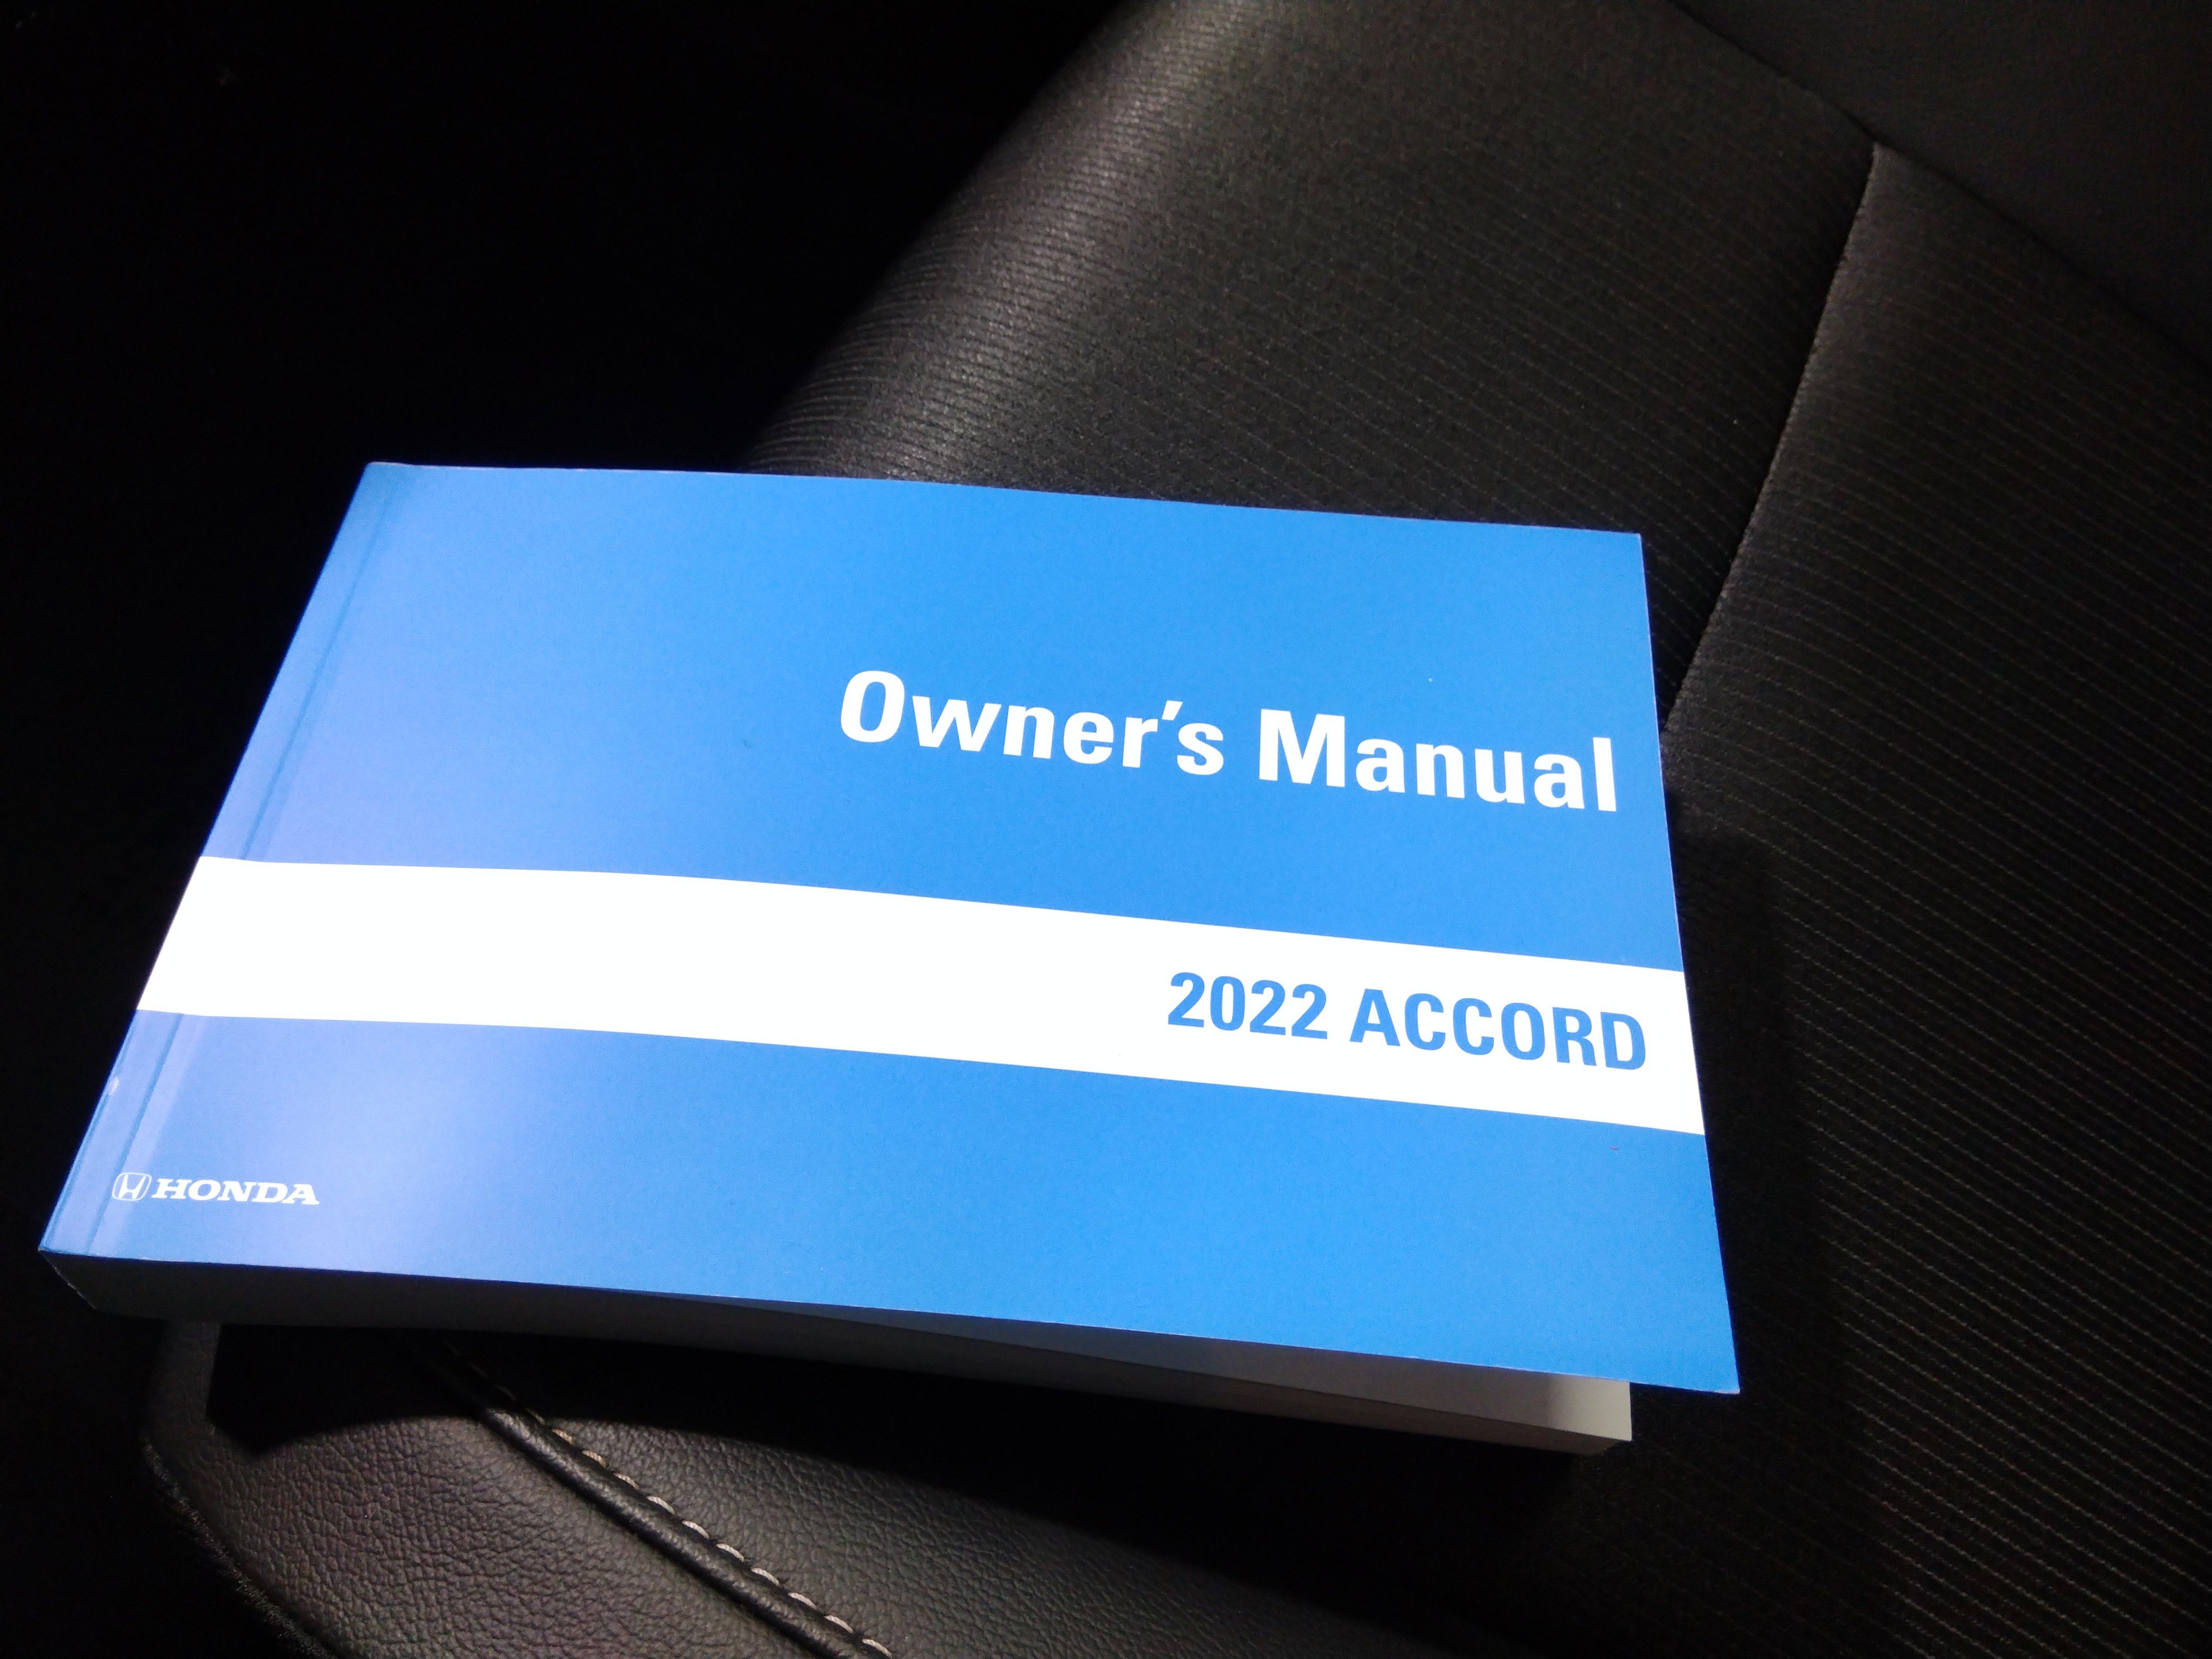 Owner's Manual
2022 ACCORD
HONDA